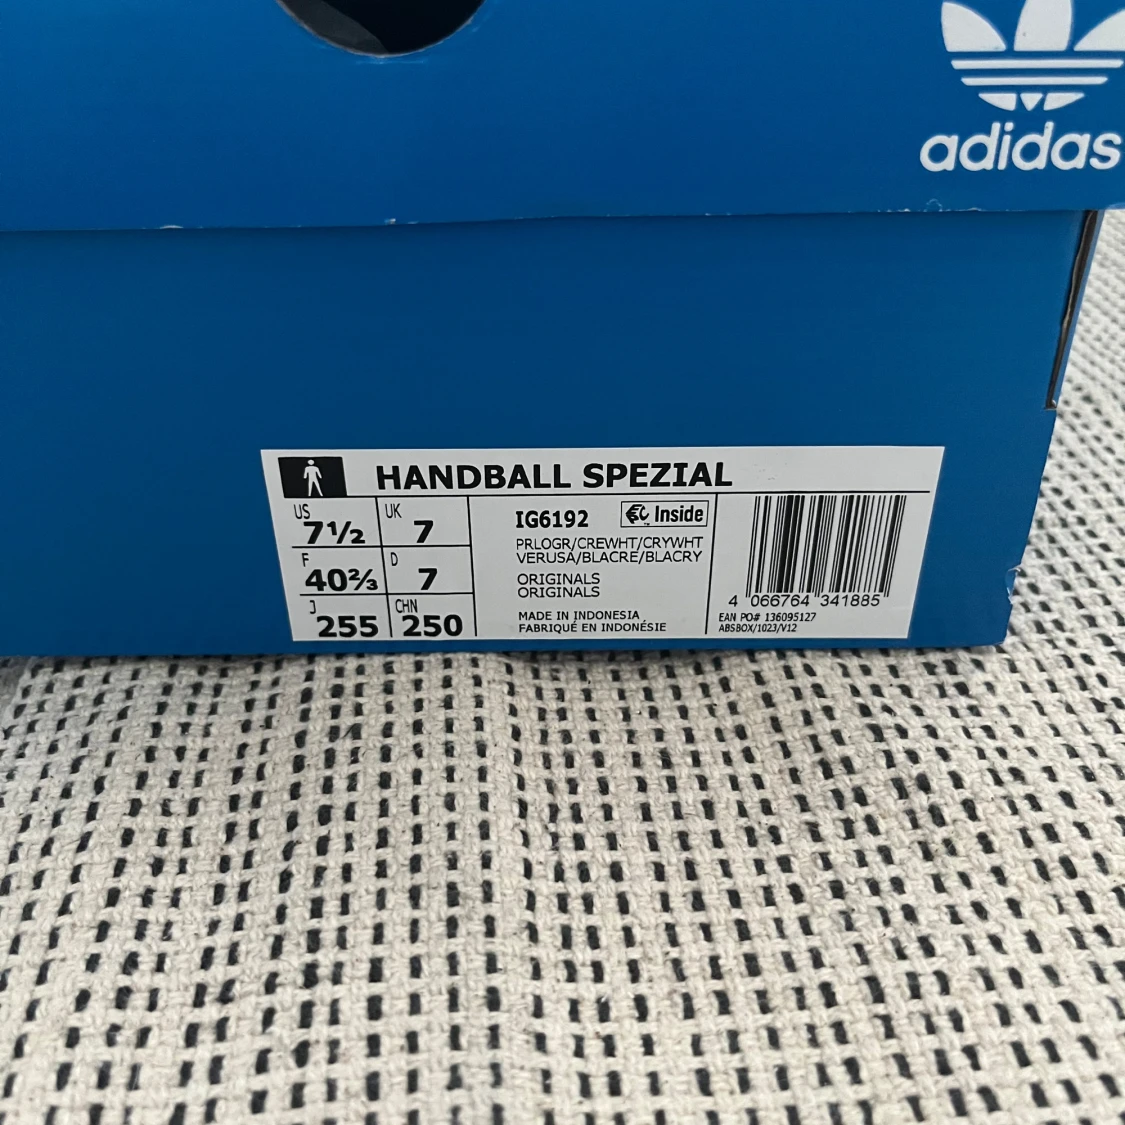 adidas
HANDBALL SPEZIAL
US 7½ UK 7
F 40⅔ D 7
J 255 CHN 250
IG6192 Inside
PRLOGR/CREWHT/CRYWHT
VERUSA/BLACRE/BLACRY
ORIGINALS
ORIGINALS
MADE IN INDONESIA
FABRIQUÉ EN INDONÉSIE
4 066764 341885
EAN PO# 136095127
ABSBOX/1023/V12